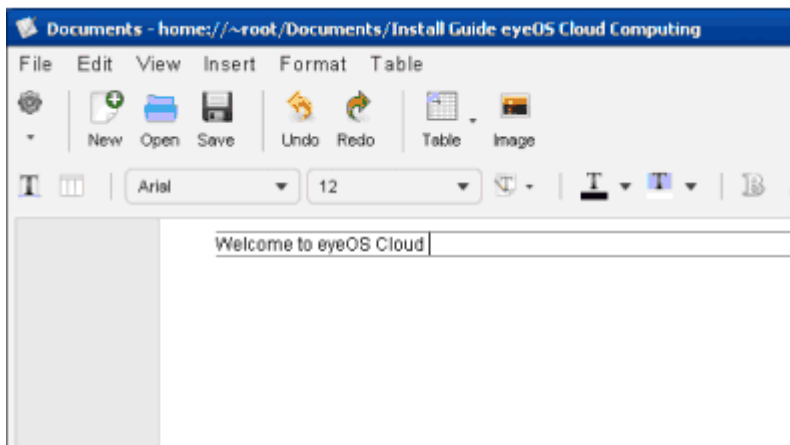 Documents - home://~root/Documents/Install Guide eyeOS Cloud Computing
File Edit View Insert Format Table
New Open Save Undo Redo Table Image
T Arial 12 T T T B
Welcome to eyeOS Cloud